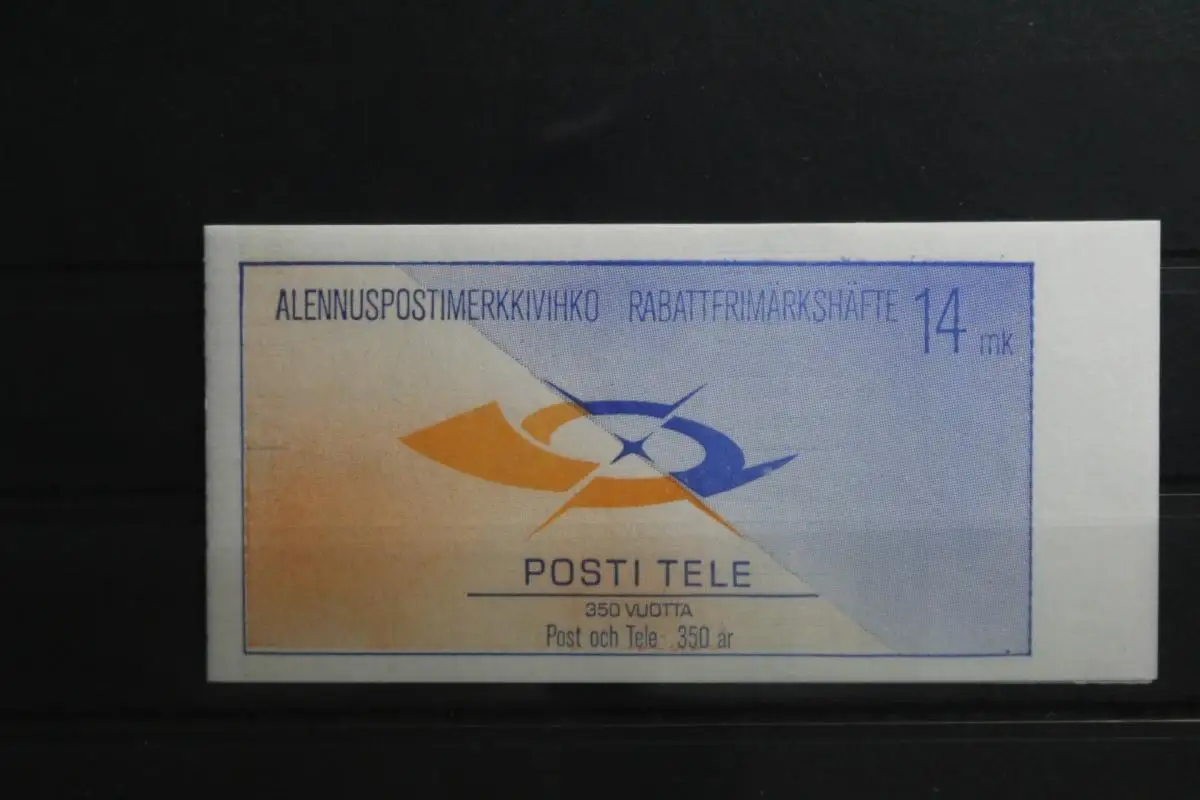 ALENNUSPOSTIMERKKIVIHKO RABATTFRIMÄRKSHÄFTE 14 mk
POSTI TELE
350 VUOTTA
Post och Tele 350 år